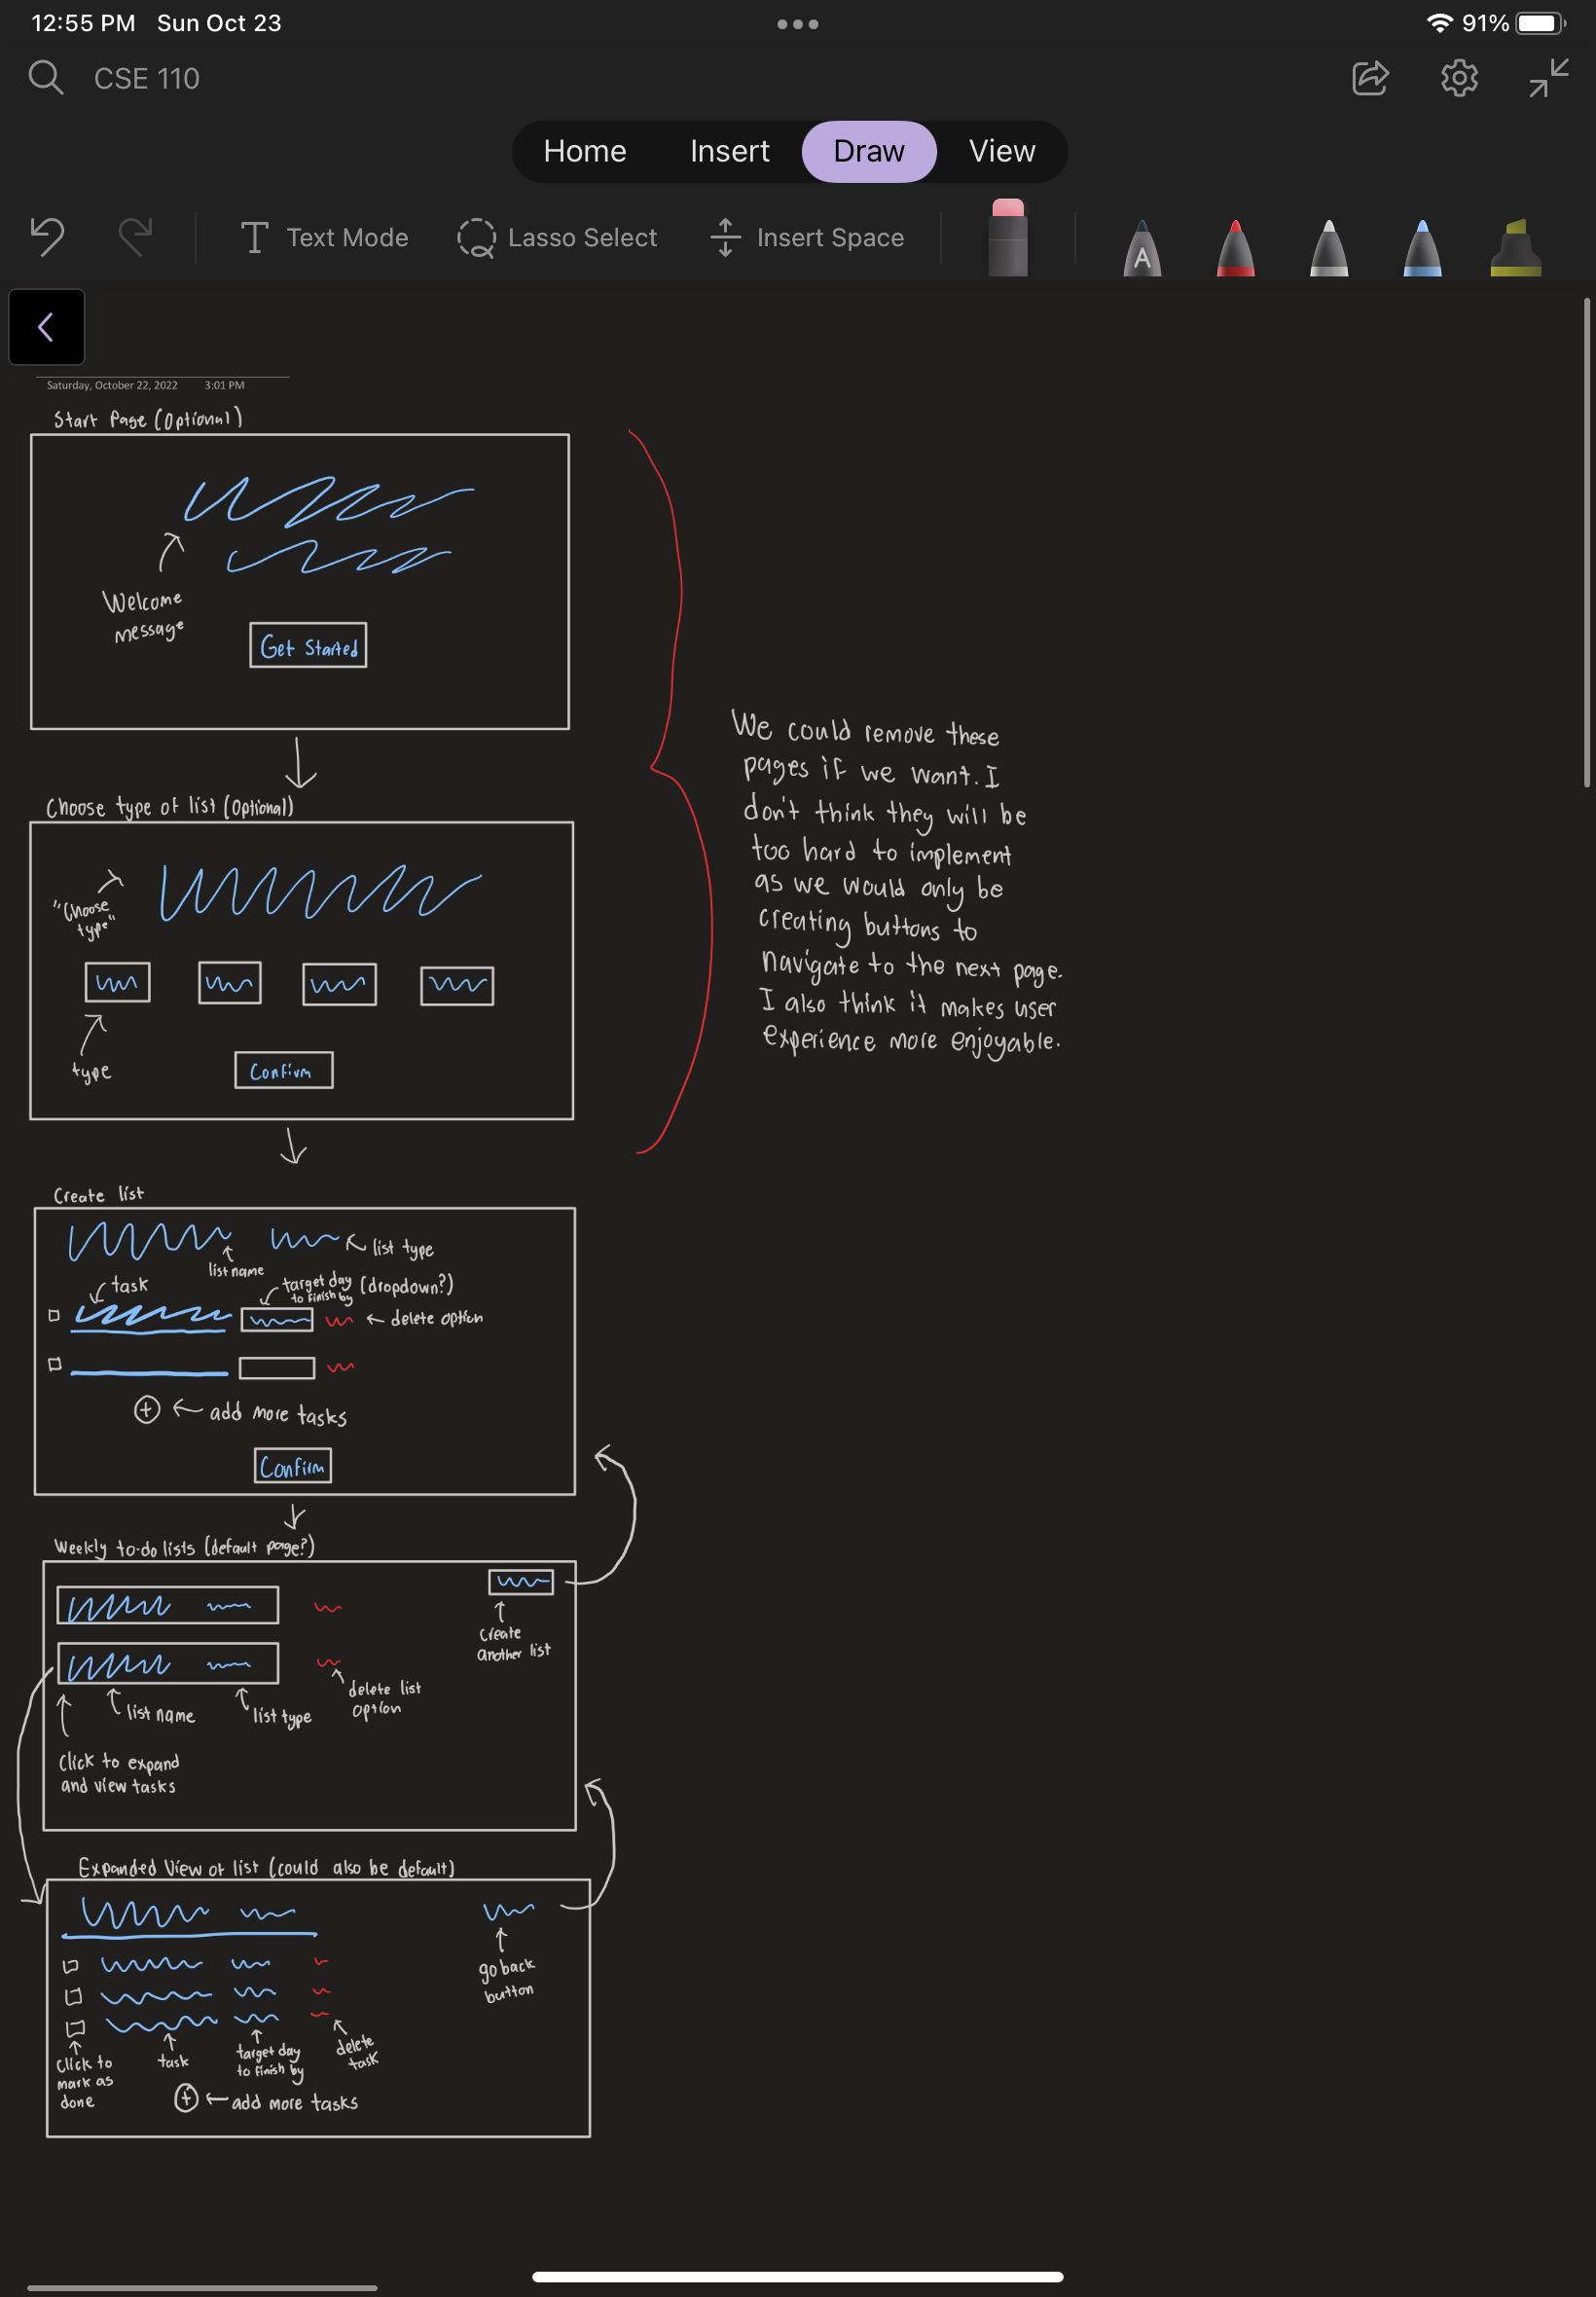 12:55 PM Sun Oct 23
91%
CSE 110
Home Insert Draw View
Text Mode Lasso Select Insert Space
A
Saturday, October 22, 2022 3:01 PM
Start Page (Optional)
Welcome
message
Get Started
Choose type of list (Optional)
"Choose
type"
type
Confirm
We could remove these
pages if we want. I
don't think they will be
too hard to implement
as we would only be
creating buttons to
navigate to the next page.
I also think it makes user
experience more enjoyable.
Create list
list name
list type
task
target day (dropdown?)
to finish by
delete option
add more tasks
Confirm
Weekly to-do lists (default page?)
Create
another list
list name
list type
delete list
option
Click to expand
and view tasks
Expanded View of list (could also be default)
go back
button
Click to
mark as
done
task
target day
to finish by
delete
task
add more tasks